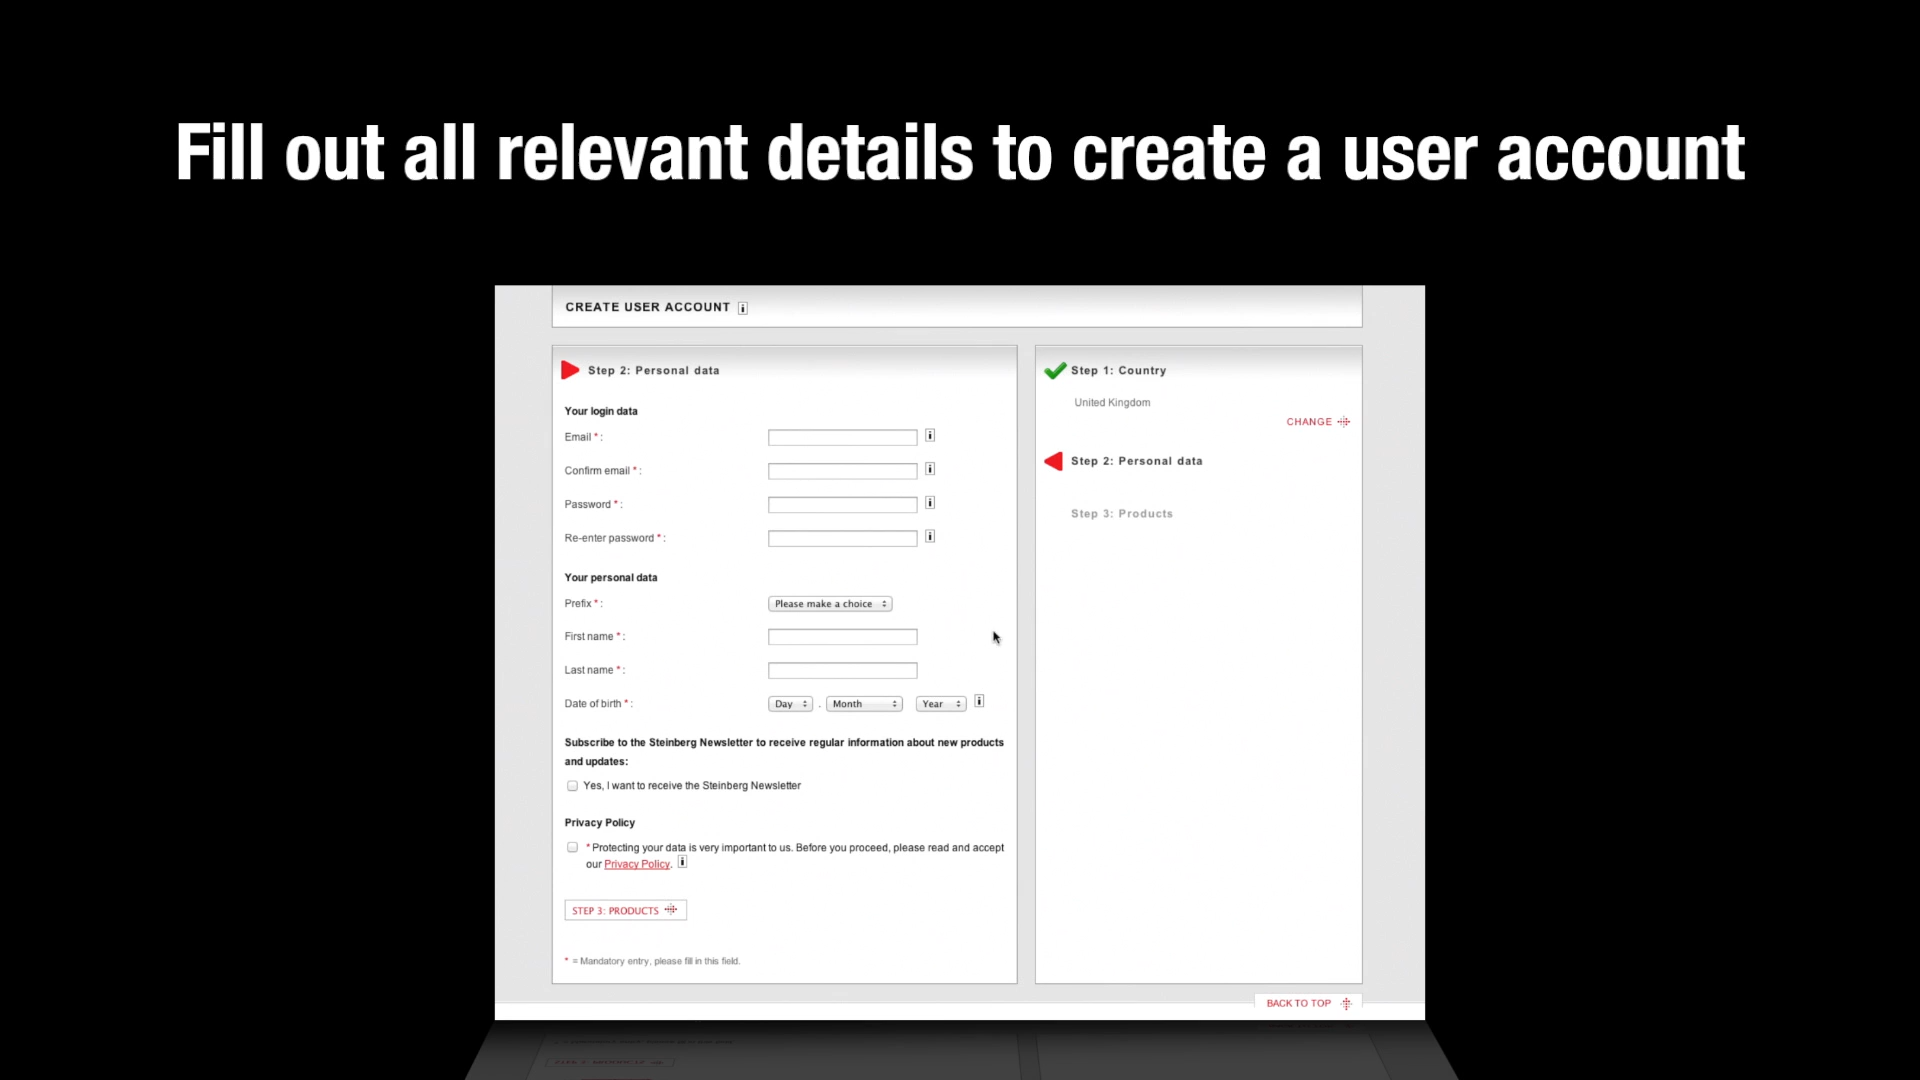 Fill out all relevant details to create a user account
CREATE USER ACCOUNT
Step 2: Personal data
Your login data
Email * :
Confirm email * :
Password * :
Re-enter password * :
Your personal data
Prefix * :
Please make a choice
First name * :
Last name * :
Date of birth * :
Day . Month Year
Subscribe to the Steinberg Newsletter to receive regular information about new products
and updates:
Yes, I want to receive the Steinberg Newsletter
Privacy Policy
* Protecting your data is very important to us. Before you proceed, please read and accept
our Privacy Policy.
STEP 3: PRODUCTS
* = Mandatory entry, please fill in this field.
Step 1: Country
United Kingdom
CHANGE
Step 2: Personal data
Step 3: Products
BACK TO TOP